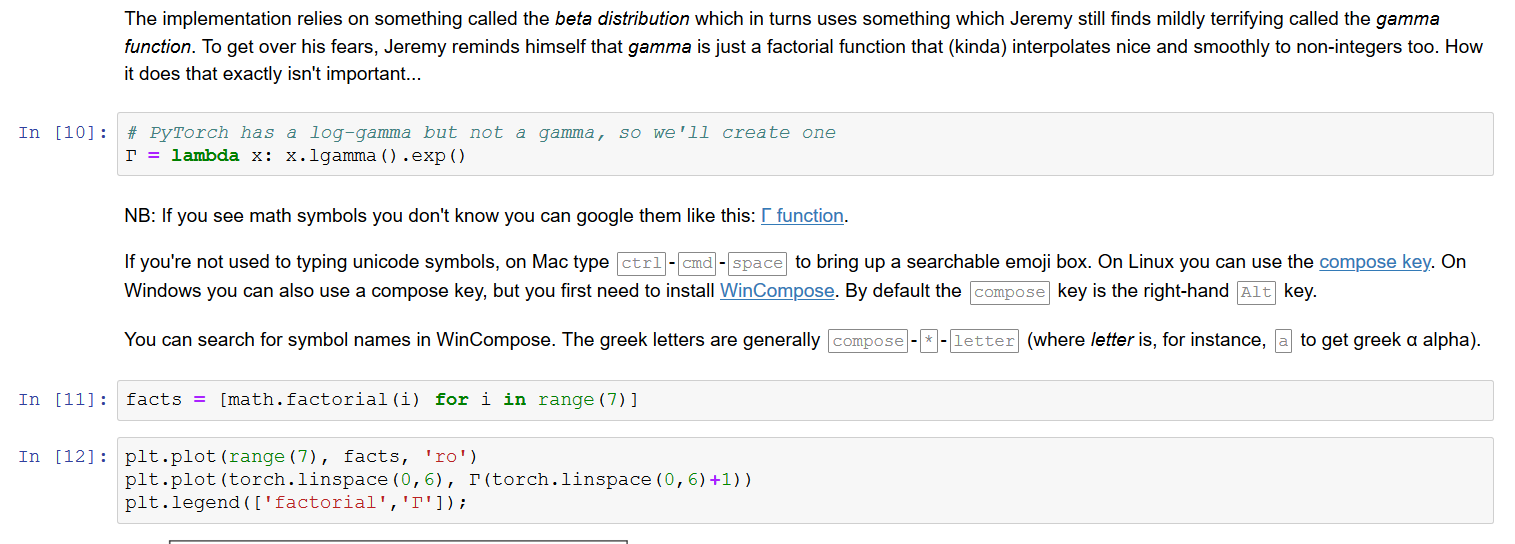 The implementation relies on something called the beta distribution which in turns uses something which Jeremy still finds mildly terrifying called the gamma
function. To get over his fears, Jeremy reminds himself that gamma is just a factorial function that (kinda) interpolates nice and smoothly to non-integers too. How
it does that exactly isn't important...
In [10]: # PyTorch has a log-gamma but not a gamma, so we'll create one
Γ = lambda x: x.lgamma().exp()
NB: If you see math symbols you don't know you can google them like this: Γ function.
If you're not used to typing unicode symbols, on Mac type ctrl-cmd-space to bring up a searchable emoji box. On Linux you can use the compose key. On
Windows you can also use a compose key, but you first need to install WinCompose. By default the compose key is the right-hand Alt key.
You can search for symbol names in WinCompose. The greek letters are generally compose-*-letter (where letter is, for instance, a to get greek α alpha).
In [11]: facts = [math.factorial(i) for i in range(7)]
In [12]: plt.plot(range(7), facts, 'ro')
plt.plot(torch.linspace(0,6), Γ(torch.linspace(0,6)+1))
plt.legend(['factorial','Γ']);